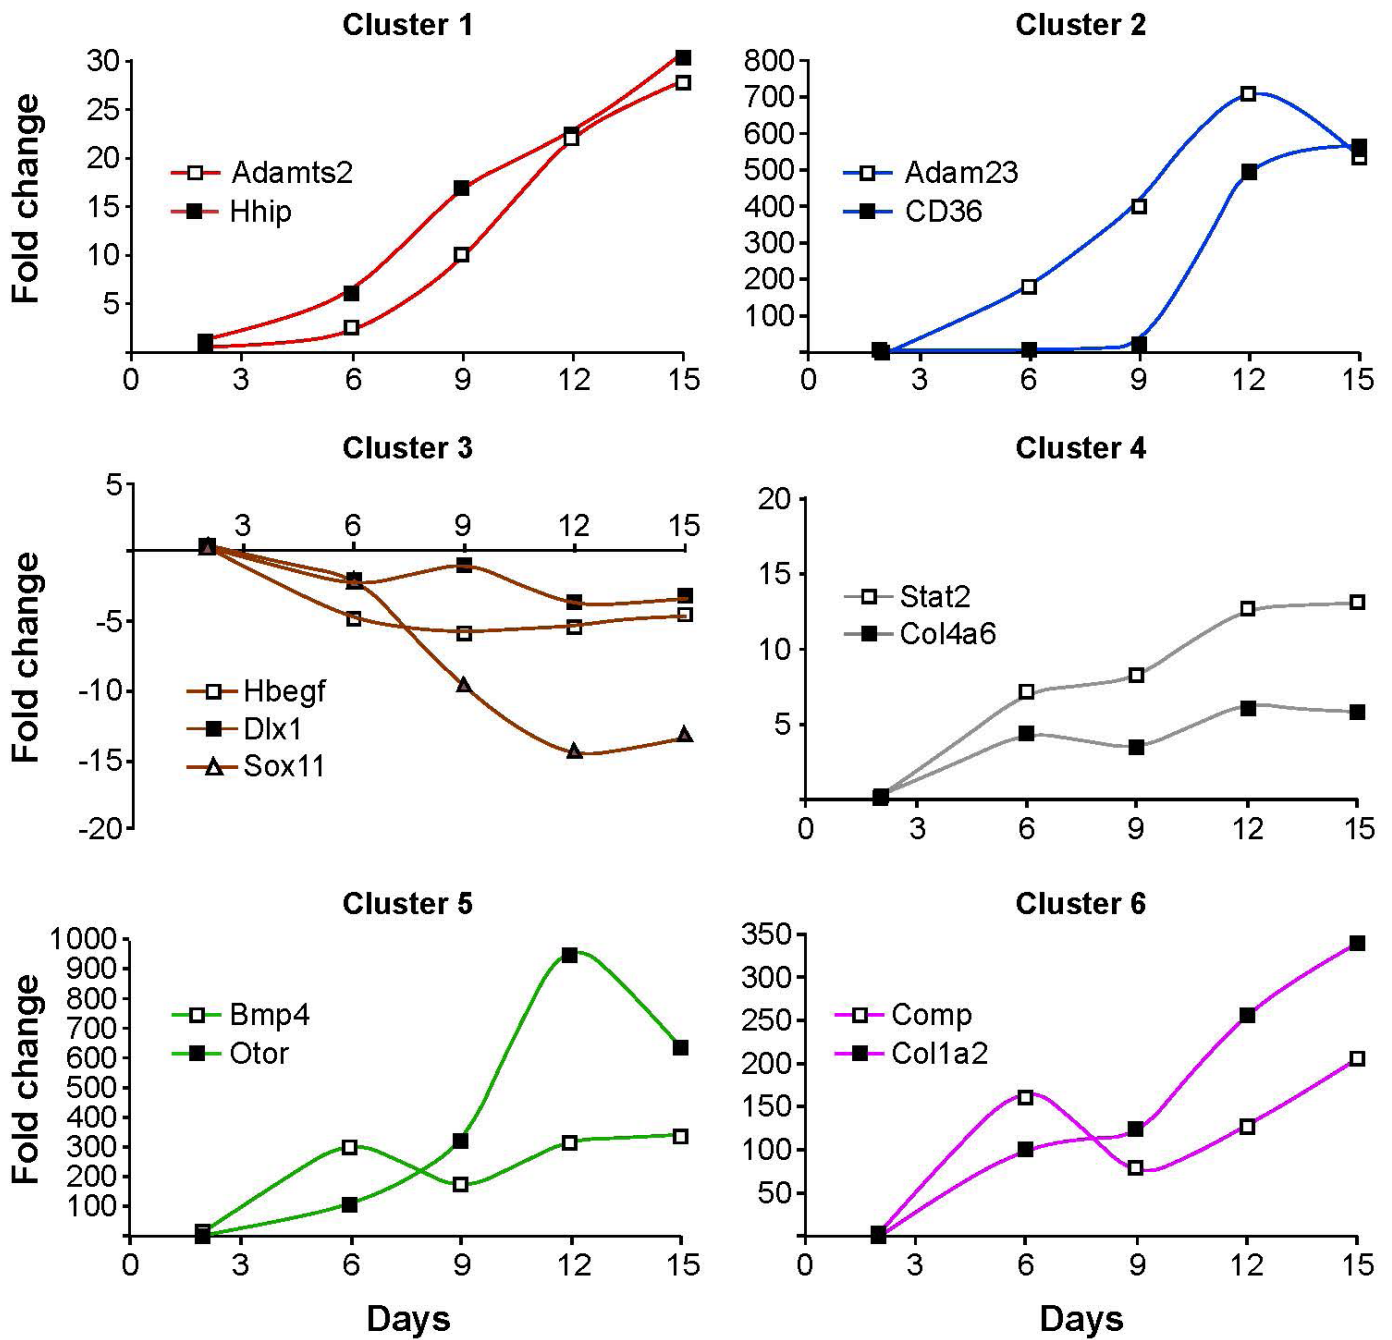 Cluster 1
Fold change
30
25
20
15
10
5
Adamts2
Hhip
0 3 6 9 12 15
Cluster 2
800
700
600
500
400
300
200
100
Adam23
CD36
0 3 6 9 12 15
Cluster 3
Fold change
5
-5
-10
-15
-20
3 6 9 12 15
Hbegf
Dlx1
Sox11
Cluster 4
20
15
10
5
Stat2
Col4a6
0 3 6 9 12 15
Cluster 5
Fold change
1000
900
800
700
600
500
400
300
200
100
Bmp4
Otor
0 3 6 9 12 15
Days
Cluster 6
350
300
250
200
150
100
50
Comp
Col1a2
0 3 6 9 12 15
Days